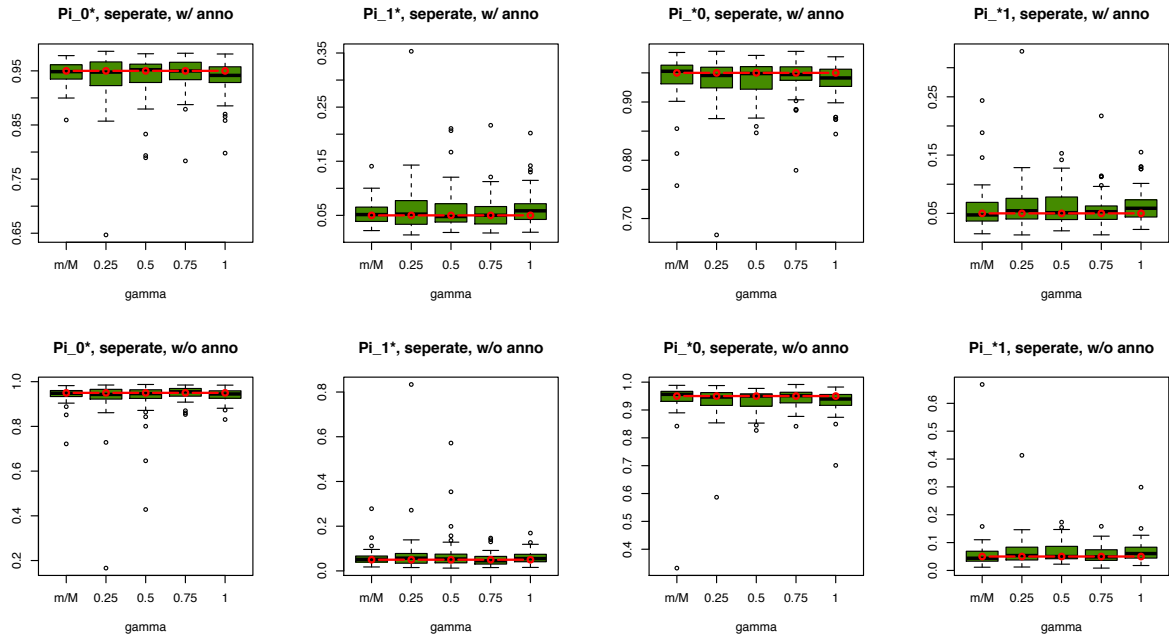 Pi_0*, seperate, w/ anno
Pi_1*, seperate, w/ anno
Pi_*0, seperate, w/ anno
Pi_*1, seperate, w/ anno
0.65 0.75 0.85 0.95
0.05 0.15 0.25 0.35
0.70 0.80 0.90
0.05 0.15 0.25
m/M 0.25 0.5 0.75 1
m/M 0.25 0.5 0.75 1
m/M 0.25 0.5 0.75 1
m/M 0.25 0.5 0.75 1
gamma
gamma
gamma
gamma
Pi_0*, seperate, w/o anno
Pi_1*, seperate, w/o anno
Pi_*0, seperate, w/o anno
Pi_*1, seperate, w/o anno
0.2 0.4 0.6 0.8 1.0
0.0 0.2 0.4 0.6 0.8
0.4 0.5 0.6 0.7 0.8 0.9 1.0
0.0 0.1 0.2 0.3 0.4 0.5 0.6
m/M 0.25 0.5 0.75 1
m/M 0.25 0.5 0.75 1
m/M 0.25 0.5 0.75 1
m/M 0.25 0.5 0.75 1
gamma
gamma
gamma
gamma